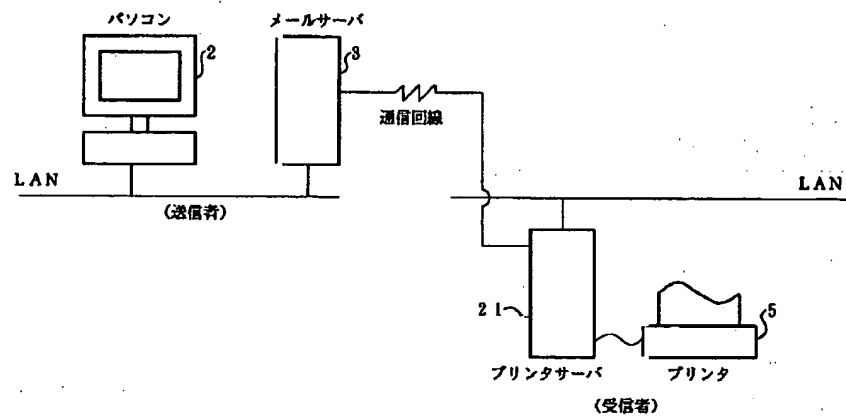 パソコン
2
メールサーバ
3
通信回線
LAN
(送信者)
LAN
21
5
プリンタサーバ
プリンタ
(受信者)